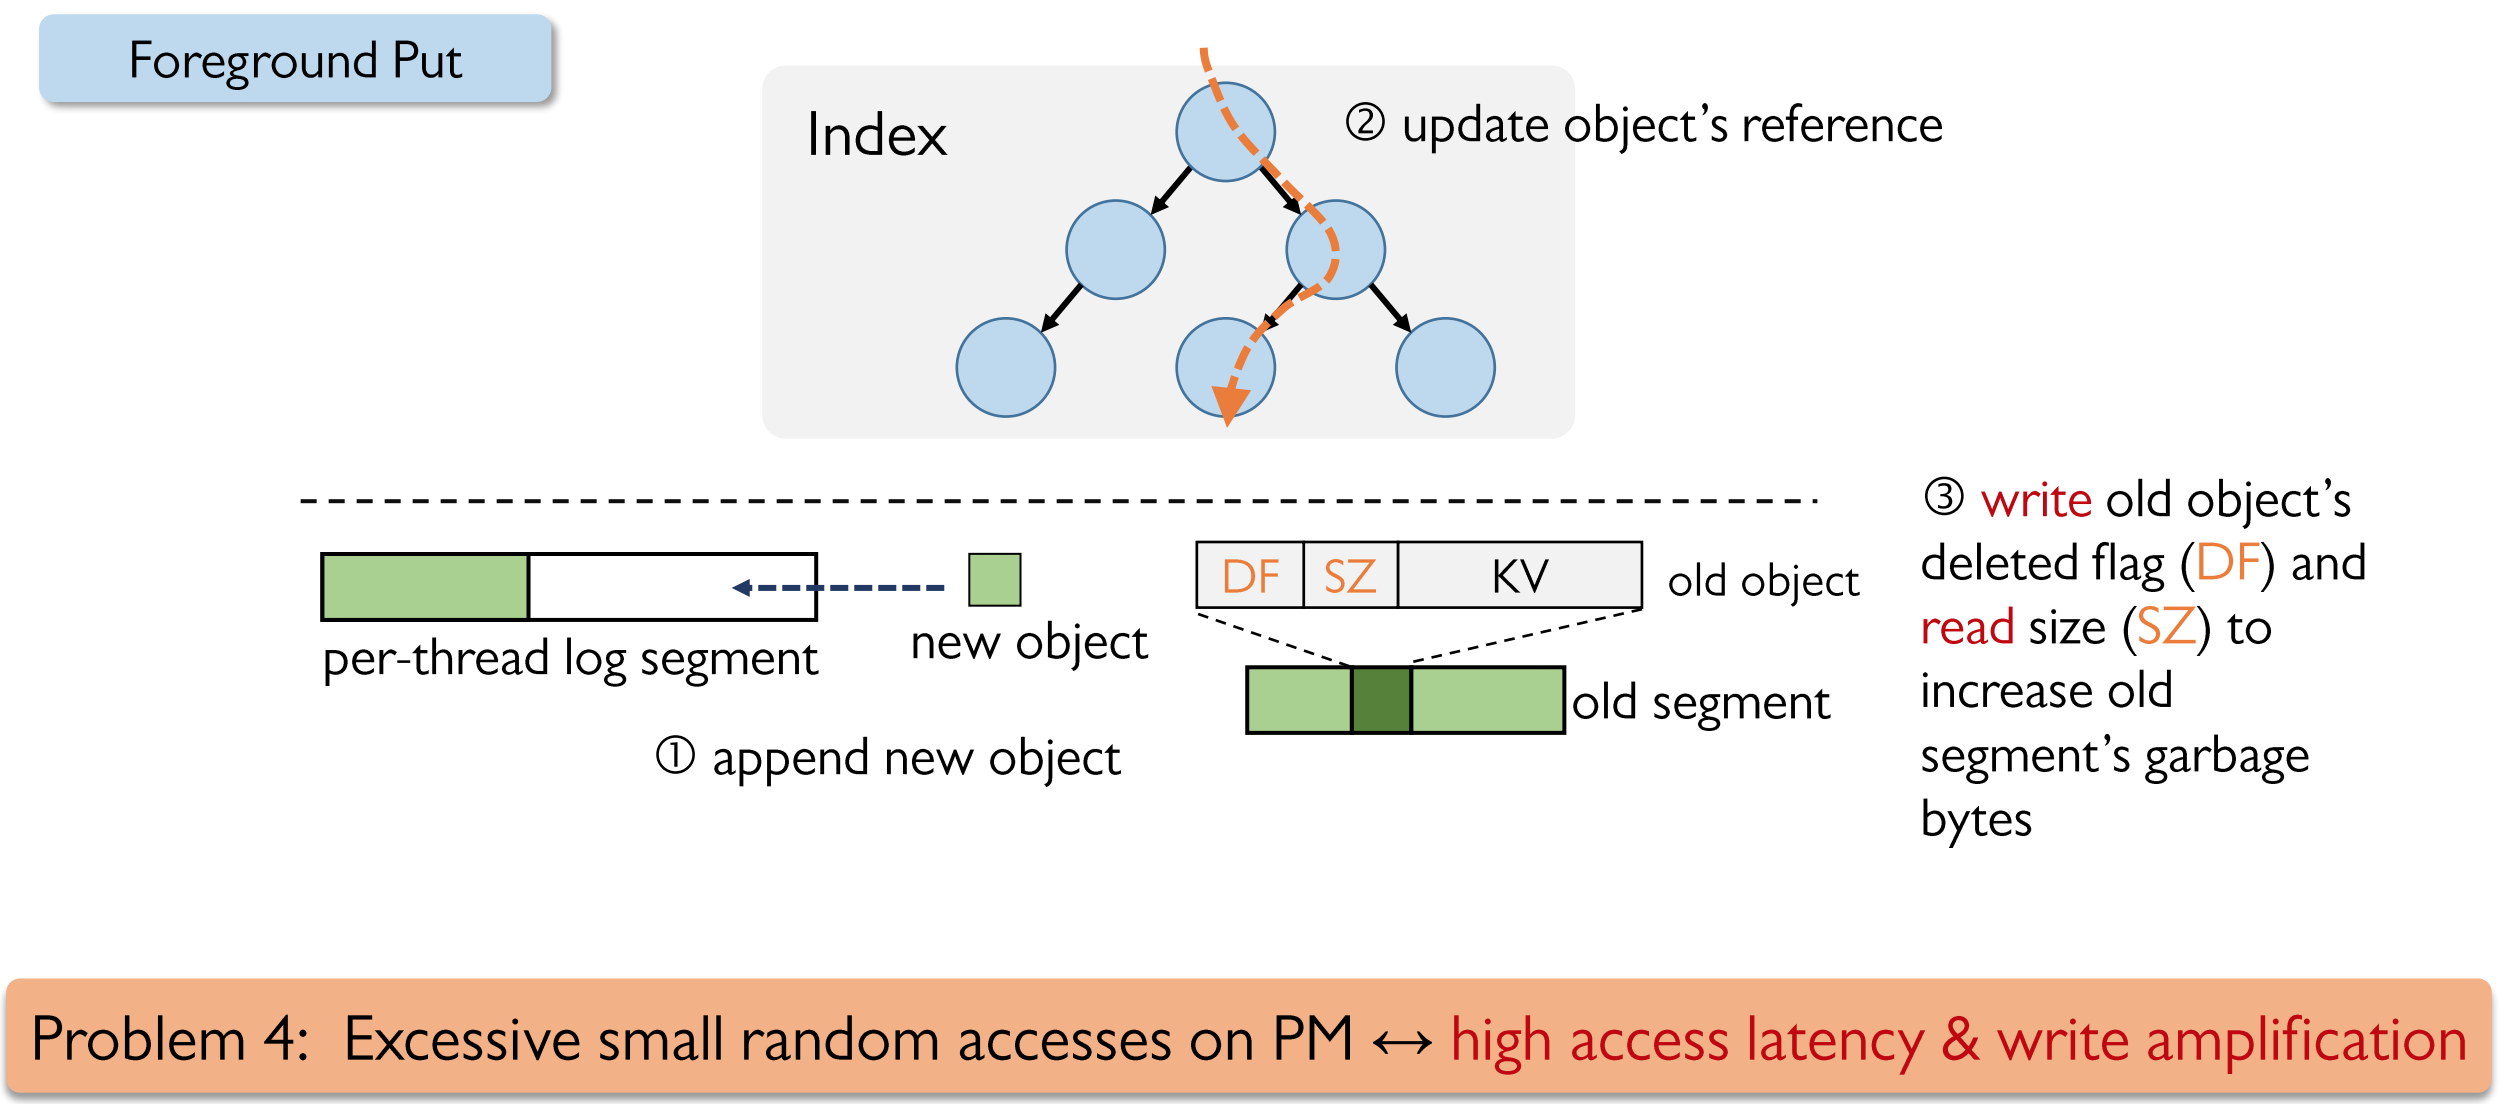 Foreground Put
Index
② update object's reference
DF SZ KV
old object
new object
per-thread log segment
① append new object
old segment
③ write old object's
deleted flag (DF) and
read size (SZ) to
increase old
segment's garbage
bytes
Problem 4: Excessive small random accesses on PM ↔ high access latency & write amplification